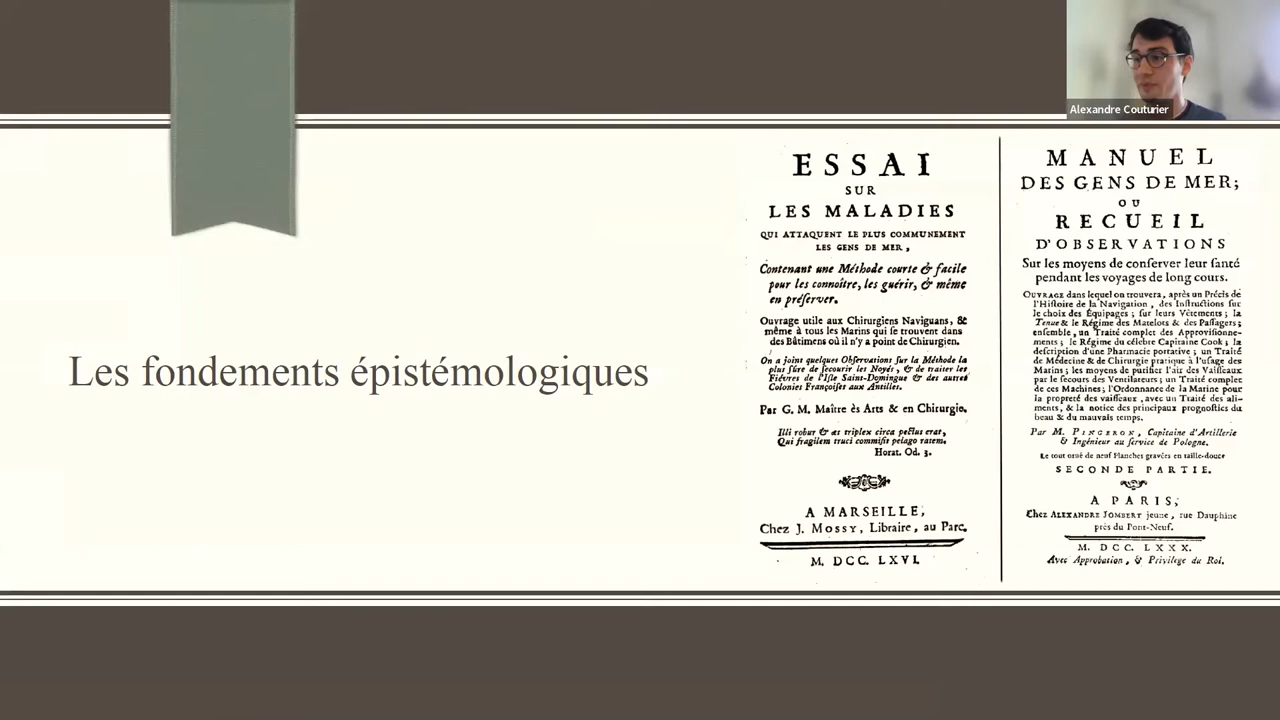 Alexandre Couturier
Les fondements épistémologiques
ESSAI
SUR
LES MALADIES
QUI ATTAQUENT LE PLUS COMMUNEMENT
LES GENS DE MER,
Contenant une Méthode courte & facile
pour les connoître, les guérir, & même
en préserver.
Ouvrage utile aux Chirurgiens Naviguans, &
même à tous les Marins qui se trouvent dans
des Bâtimens où il n'y a point de Chirurgien.
On a joint quelques Observations sur la Méthode la
plus sûre de secourir les Noyés, & de traiter les
Fiévres de l'Isle Saint-Domingue & des autres
Colonies Françoises aux Antilles.
Par G. M. Maître ès Arts & en Chirurgie.
Illi robur & æs triplex circa pectus erat,
Qui fragilem truci commisit pelago ratem.
Horat. Od. 3.
A MARSEILLE,
Chez J. MOSSY, Libraire, au Parc.
M. DCC. LXVI.
MANUEL
DES GENS DE MER;
OU
RECUEIL
D'OBSERVATIONS
Sur les moyens de conserver leur santé
pendant les voyages de long cours.
OUVRAGE dans lequel on trouvera, après un Précis de
l'Histoire de la Navigation, des Instructions sur
le choix des Équipages; sur leurs Vêtements; la
Tenue & le Régime des Matelots & des Passagers;
ensemble, un Traité complet des Approvisionne-
ments; le Régime du célebre Capitaine Cook; la
description d'une Pharmacie portative; un Traité
de Médecine & de Chirurgie pratique à l'usage des
Marins; les moyens de purifier l'air des Vaisseaux
par le secours des Ventilateurs; un Traité complet
de ces Machines; l'Ordonnance de la Marine pour
la propreté des vaisseaux, avec un Traité des ali-
ments, & la notice des principaux prognostics du
beau & du mauvais temps.
Par M. PINGERON, Capitaine d'Artillerie
& Ingénieur au service de Pologne.
Le tout orné de neuf Planches gravées en taille-douce
SECONDE PARTIE.
A PARIS,
Chez ALEXANDRE JOMBERT jeune, rue Dauphine
près du Pont-Neuf.
M. DCC. LXXX.
Avec Approbation, & Privilege du Roi.